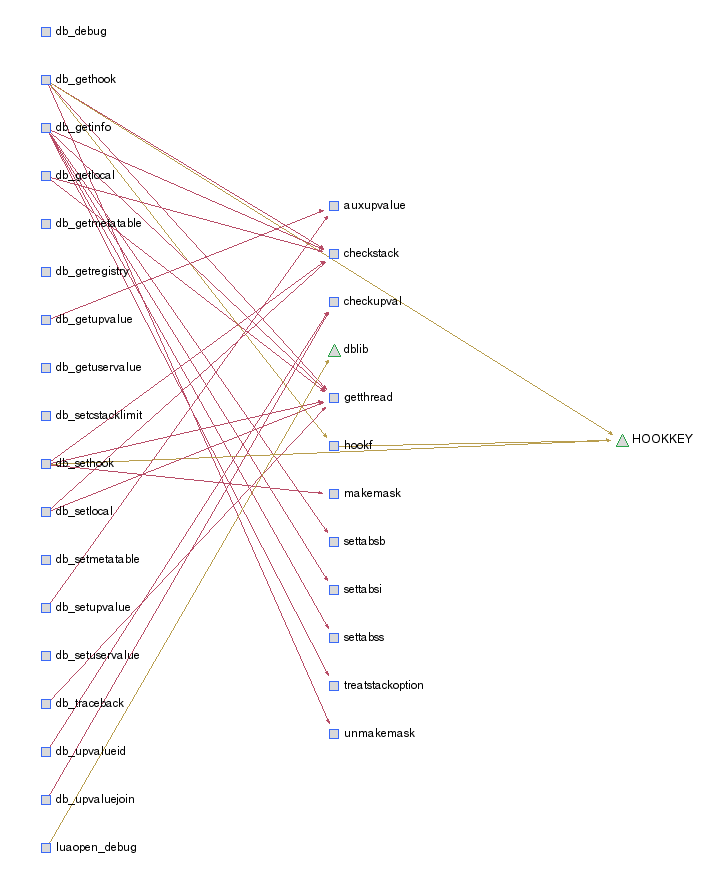 db_debug
db_gethook
db_getinfo
db_getlocal
db_getmetatable
db_getregistry
db_getupvalue
db_getuservalue
db_setcstacklimit
db_sethook
db_setlocal
db_setmetatable
db_setupvalue
db_setuservalue
db_traceback
db_upvalueid
db_upvaluejoin
luaopen_debug
auxupvalue
checkstack
checkupval
dblib
getthread
hookf
makemask
settabsb
settabsi
settabss
treatstackoption
unmakemask
HOOKKEY